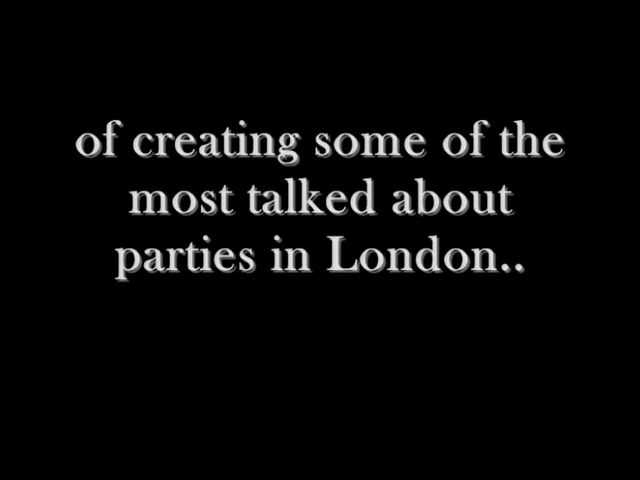 of creating some of the
most talked about
parties in London..